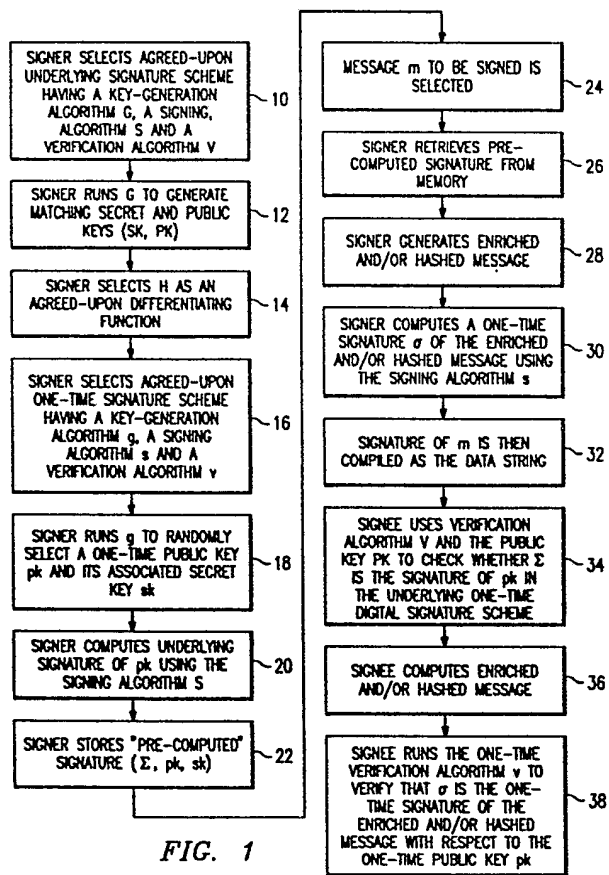 SIGNER SELECTS AGREED-UPON
UNDERLYING SIGNATURE SCHEME
HAVING A KEY-GENERATION
ALGORITHM G, A SIGNING,
ALGORITHM S AND A
VERIFICATION ALGORITHM V
10
SIGNER RUNS G TO GENERATE
MATCHING SECRET AND PUBLIC
KEYS (SK, PK)
12
SIGNER SELECTS H AS AN
AGREED-UPON DIFFERENTIATING
FUNCTION
14
SIGNER SELECTS AGREED-UPON
ONE-TIME SIGNATURE SCHEME
HAVING A KEY-GENERATION
ALGORITHM g, A SIGNING
ALGORITHM s AND A
VERIFICATION ALGORITHM v
16
SIGNER RUNS g TO RANDOMLY
SELECT A ONE-TIME PUBLIC KEY
pk AND ITS ASSOCIATED SECRET
KEY sk
18
SIGNER COMPUTES UNDERLYING
SIGNATURE OF pk USING THE
SIGNING ALGORITHM S
20
SIGNER STORES "PRE-COMPUTED"
SIGNATURE (Σ, pk, sk)
22
MESSAGE m TO BE SIGNED IS
SELECTED
24
SIGNER RETRIEVES PRE-
COMPUTED SIGNATURE FROM
MEMORY
26
SIGNER GENERATES ENRICHED
AND/OR HASHED MESSAGE
28
SIGNER COMPUTES A ONE-TIME
SIGNATURE σ OF THE ENRICHED
AND/OR HASHED MESSAGE USING
THE SIGNING ALGORITHM s
30
SIGNATURE OF m IS THEN
COMPILED AS THE DATA STRING
32
SIGNEE USES VERIFICATION
ALGORITHM V AND THE PUBLIC
KEY PK TO CHECK WHETHER Σ
IS THE SIGNATURE OF pk IN
THE UNDERLYING ONE-TIME
DIGITAL SIGNATURE SCHEME
34
SIGNEE COMPUTES ENRICHED
AND/OR HASHED MESSAGE
36
SIGNEE RUNS THE ONE-TIME
VERIFICATION ALGORITHM v TO
VERIFY THAT σ IS THE ONE-
TIME SIGNATURE OF THE
ENRICHED AND/OR HASHED
MESSAGE WITH RESPECT TO THE
ONE-TIME PUBLIC KEY pk
38
FIG. 1